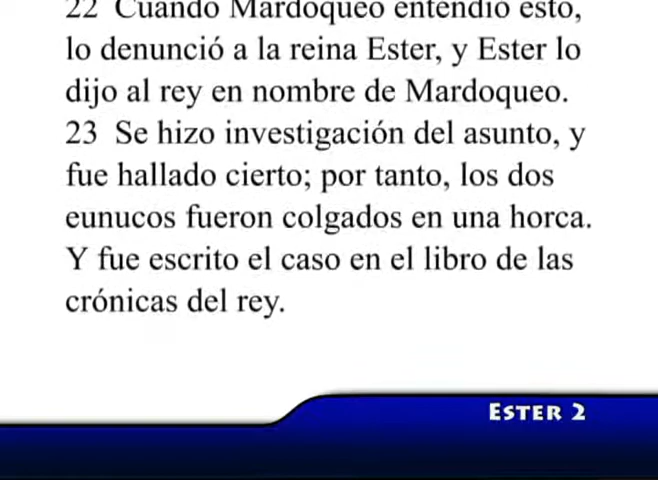 22 Cuando Mardoqueo entendió esto,
lo denunció a la reina Ester, y Ester lo
dijo al rey en nombre de Mardoqueo.
23 Se hizo investigación del asunto, y
fue hallado cierto; por tanto, los dos
eunucos fueron colgados en una horca.
Y fue escrito el caso en el libro de las
crónicas del rey.
ESTER 2